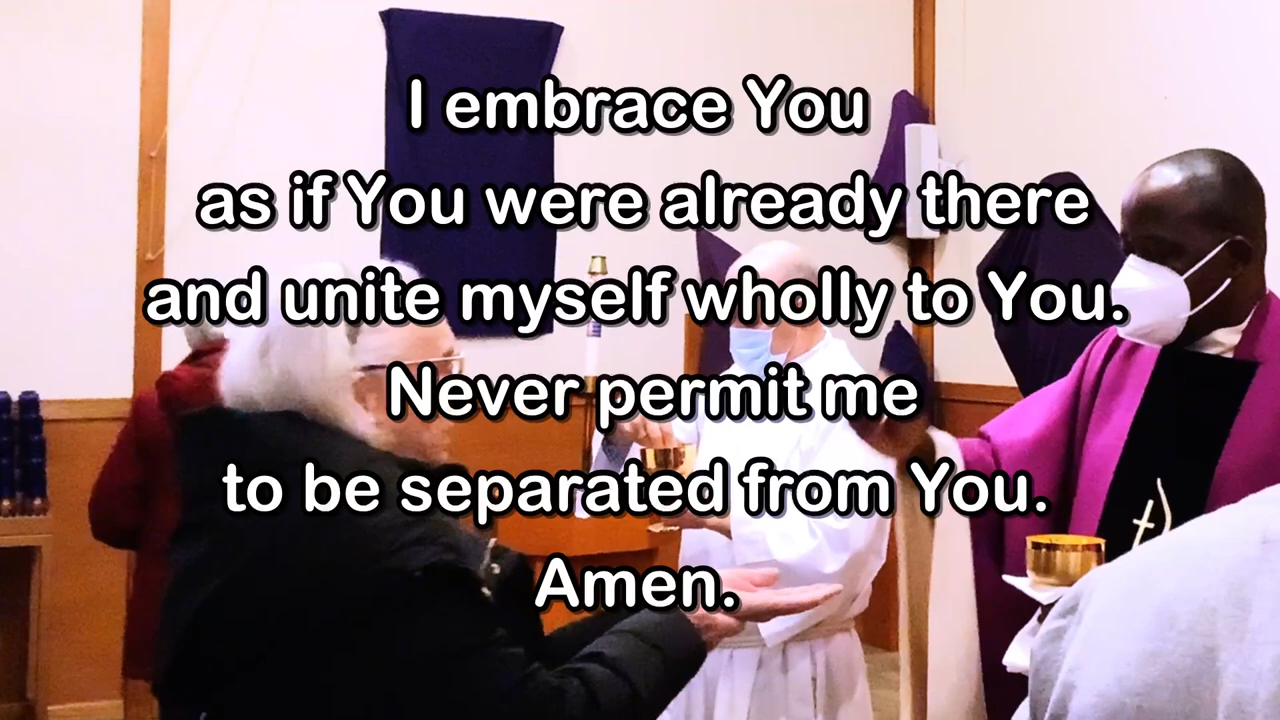 I embrace You
as if You were already there
and unite myself wholly to You.
Never permit me
to be separated from You.
Amen.